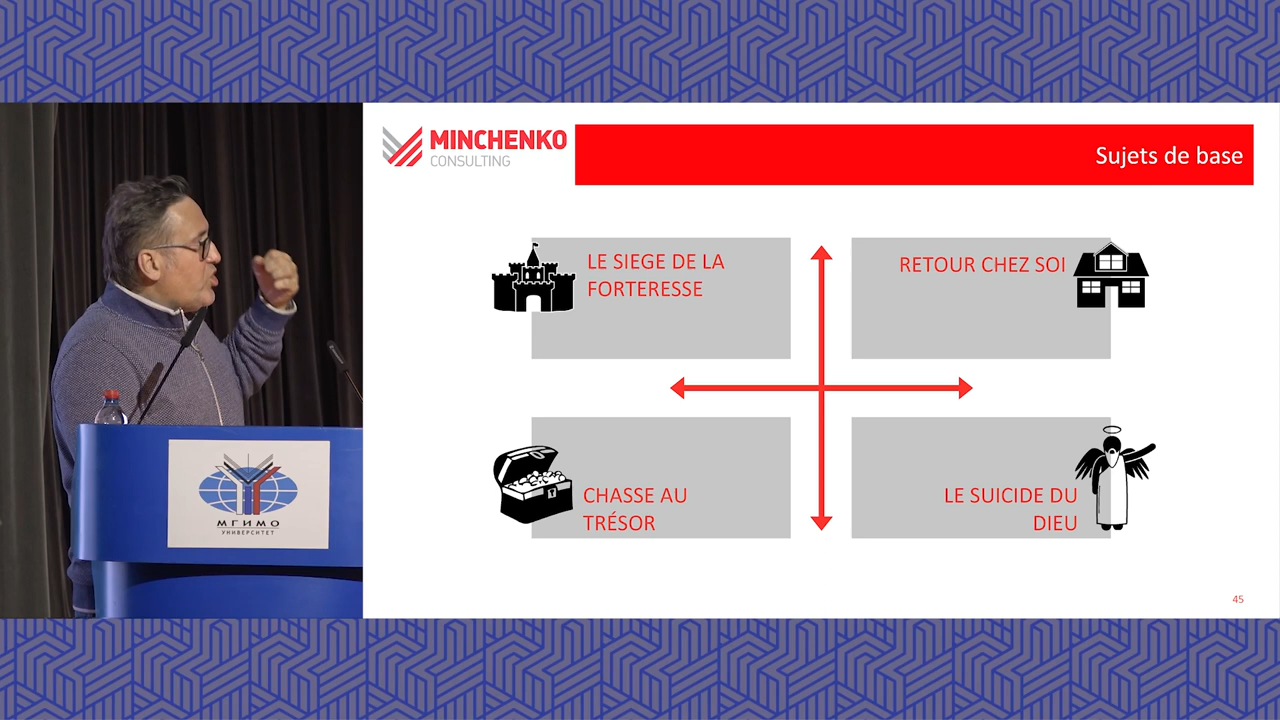 MINCHENKO
CONSULTING
Sujets de base
LE SIEGE DE LA
FORTERESSE
RETOUR CHEZ SOI
CHASSE AU
TRÉSOR
LE SUICIDE DU
DIEU
45
МГИМО
УНИВЕРСИТЕТ